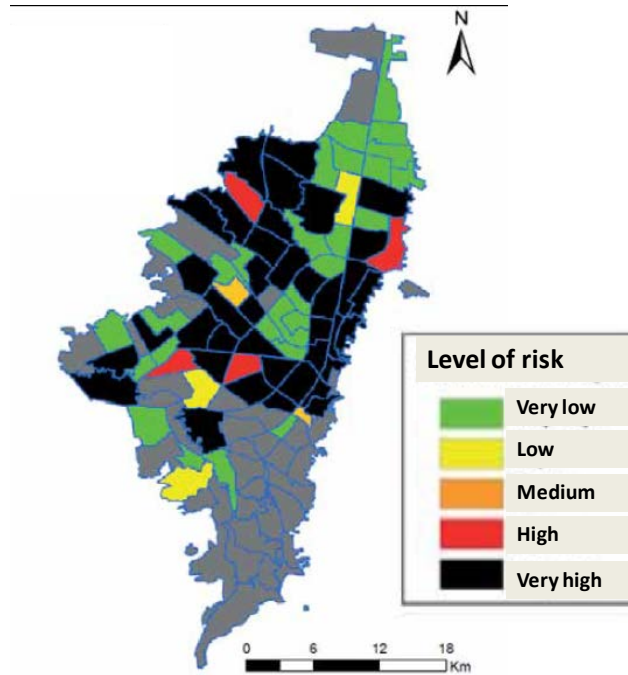 N
Level of risk
Very low
Low
Medium
High
Very high
0 6 12 18
Km